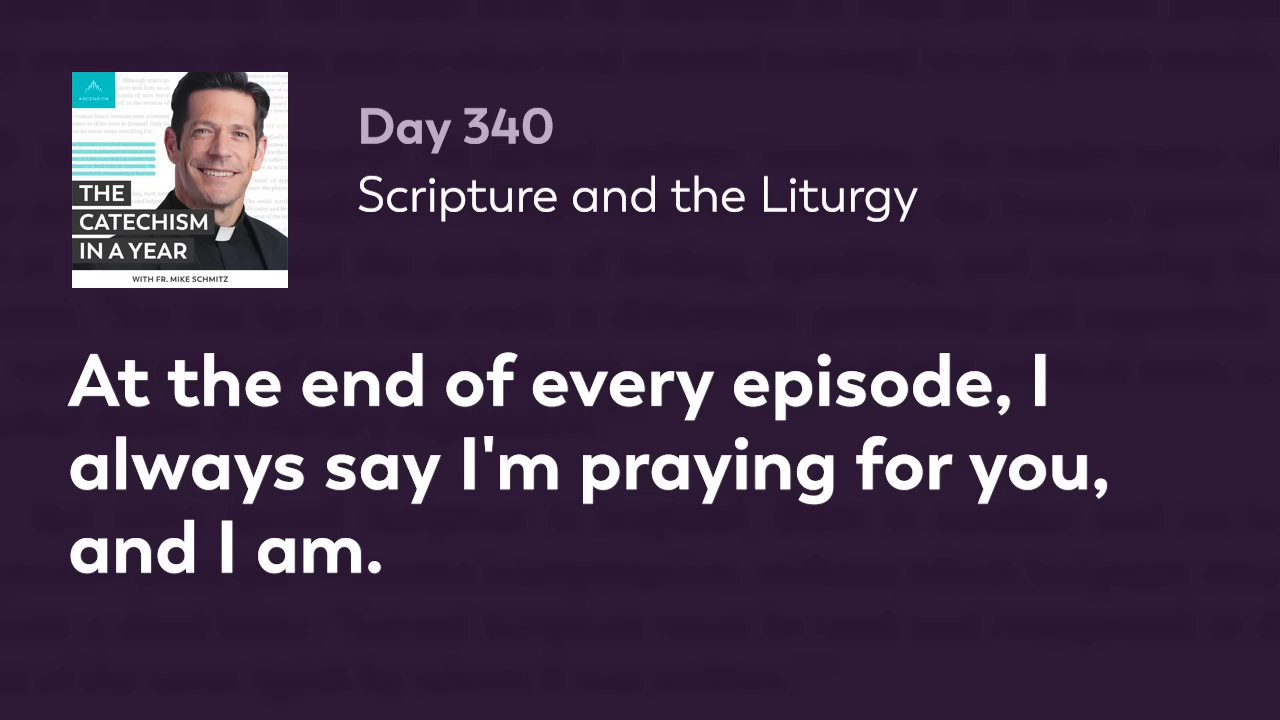 ASCENSION
THE
CATECHISM
IN A YEAR
WITH FR. MIKE SCHMITZ
Day 340
Scripture and the Liturgy
At the end of every episode, I
always say I'm praying for you,
and I am.